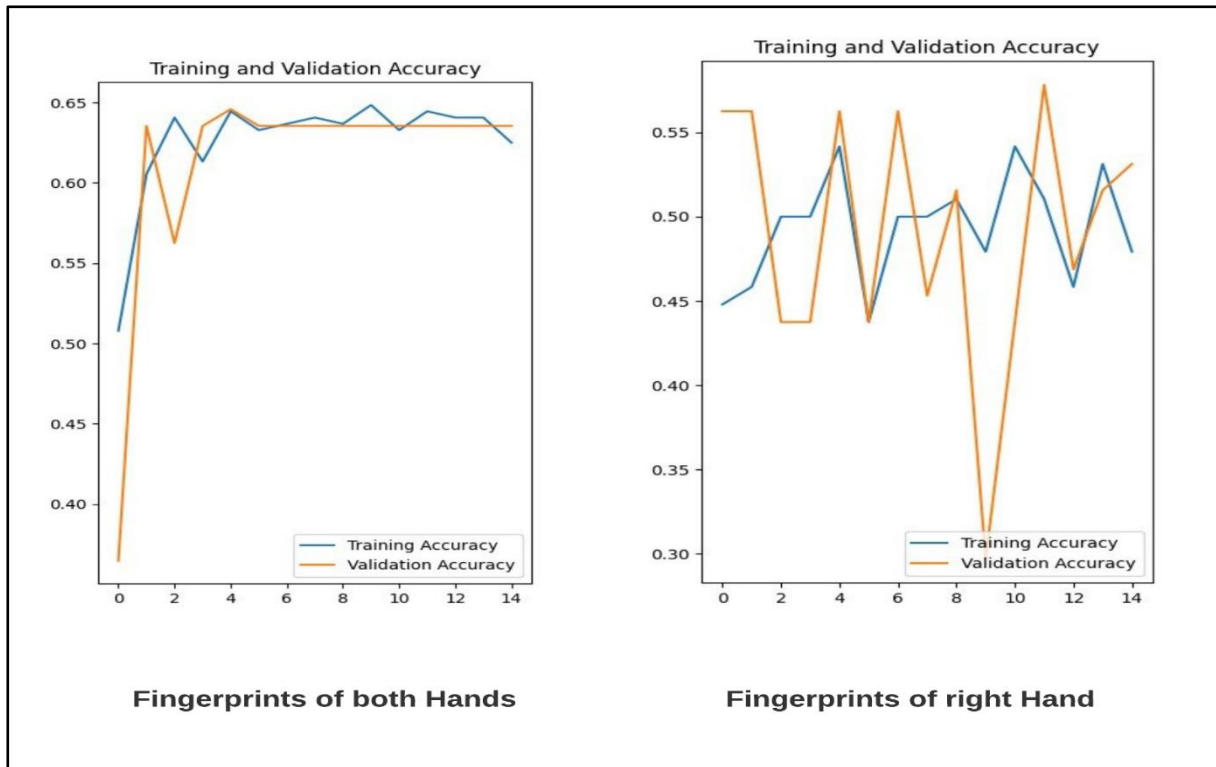 Training and Validation Accuracy
0.65
0.60
0.55
0.50
0.45
0.40
Training Accuracy
Validation Accuracy
0 2 4 6 8 10 12 14
Fingerprints of both Hands
Training and Validation Accuracy
0.55
0.50
0.45
0.40
0.35
0.30
Training Accuracy
Validation Accuracy
0 2 4 6 8 10 12 14
Fingerprints of right Hand